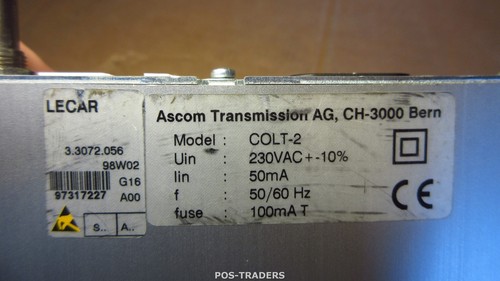 LECAR
3.3072.056
98W02
G16
97317227 A00
S.. A..
Ascom Transmission AG, CH-3000 Bern
Model : COLT-2
Uin : 230VAC+-10%
Iin : 50mA
f : 50/60 Hz
fuse : 100mA T
CE
POS-TRADERS